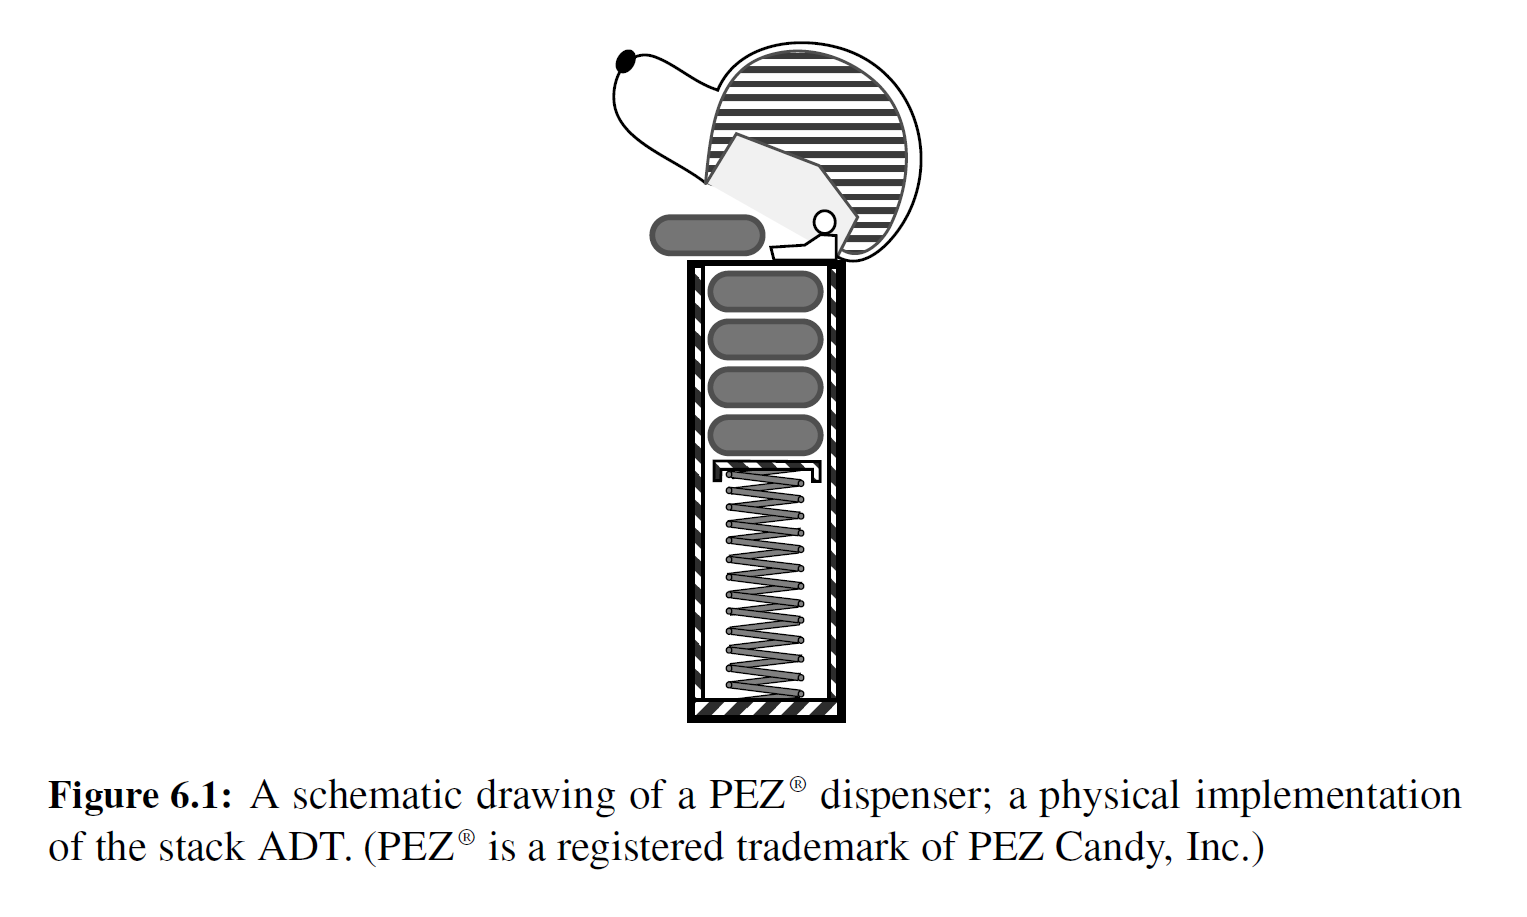 Figure 6.1: A schematic drawing of a PEZ® dispenser; a physical implementation
of the stack ADT. (PEZ® is a registered trademark of PEZ Candy, Inc.)